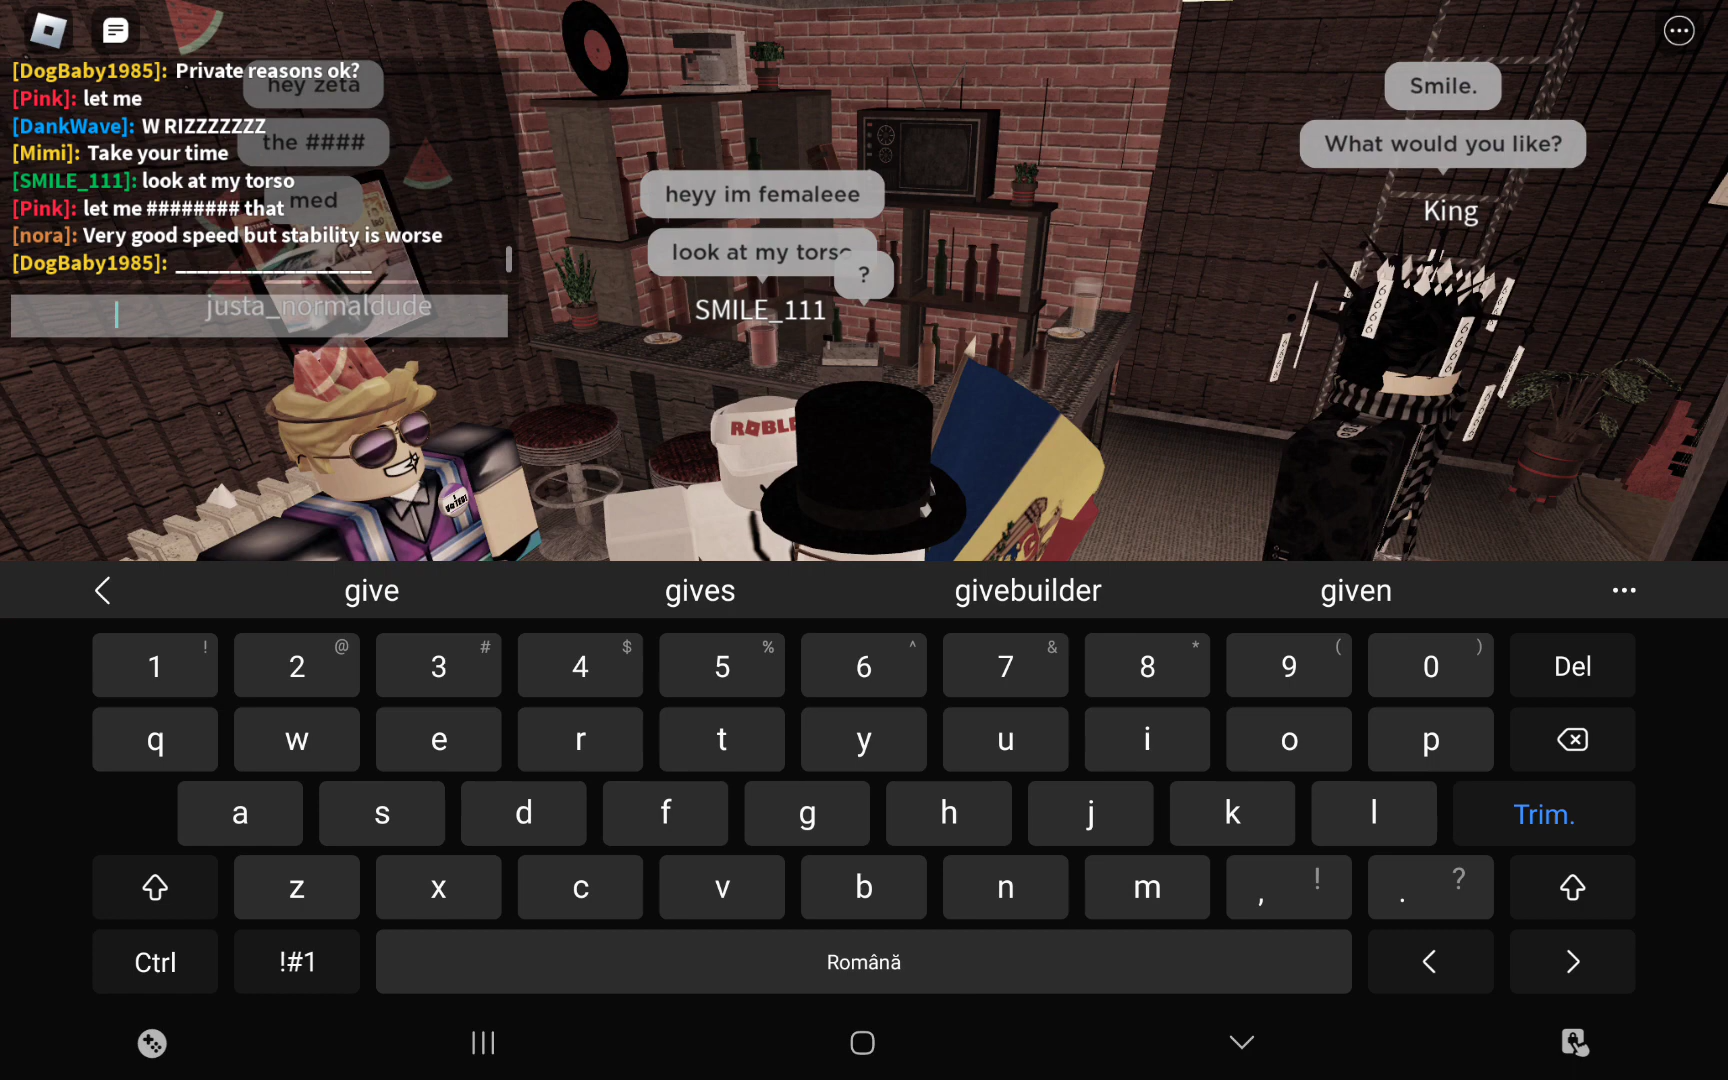 [DogBaby1985]: Private reasons ok?
hey zeta
[Pink]: let me
[DankWave]: W RIZZZZZZZ
the ####
[Mimi]: Take your time
[SMILE_111]: look at my torso
med
[Pink]: let me ######## that
[nora]: Very good speed but stability is worse
[DogBaby1985]: __________________
justa_normaldude
heyy im femaleee
look at my torso
?
SMILE_111
Smile.
What would you like?
King
ROBLO
give gives givebuilder given
1 ! 2 @ 3 # 4 $ 5 % 6 ^ 7 & 8 * 9 ( 0 ) Del
q w e r t y u i o p
a s d f g h j k l Trim.
z x c v b n m , ! . ?
Ctrl !#1 Română < >